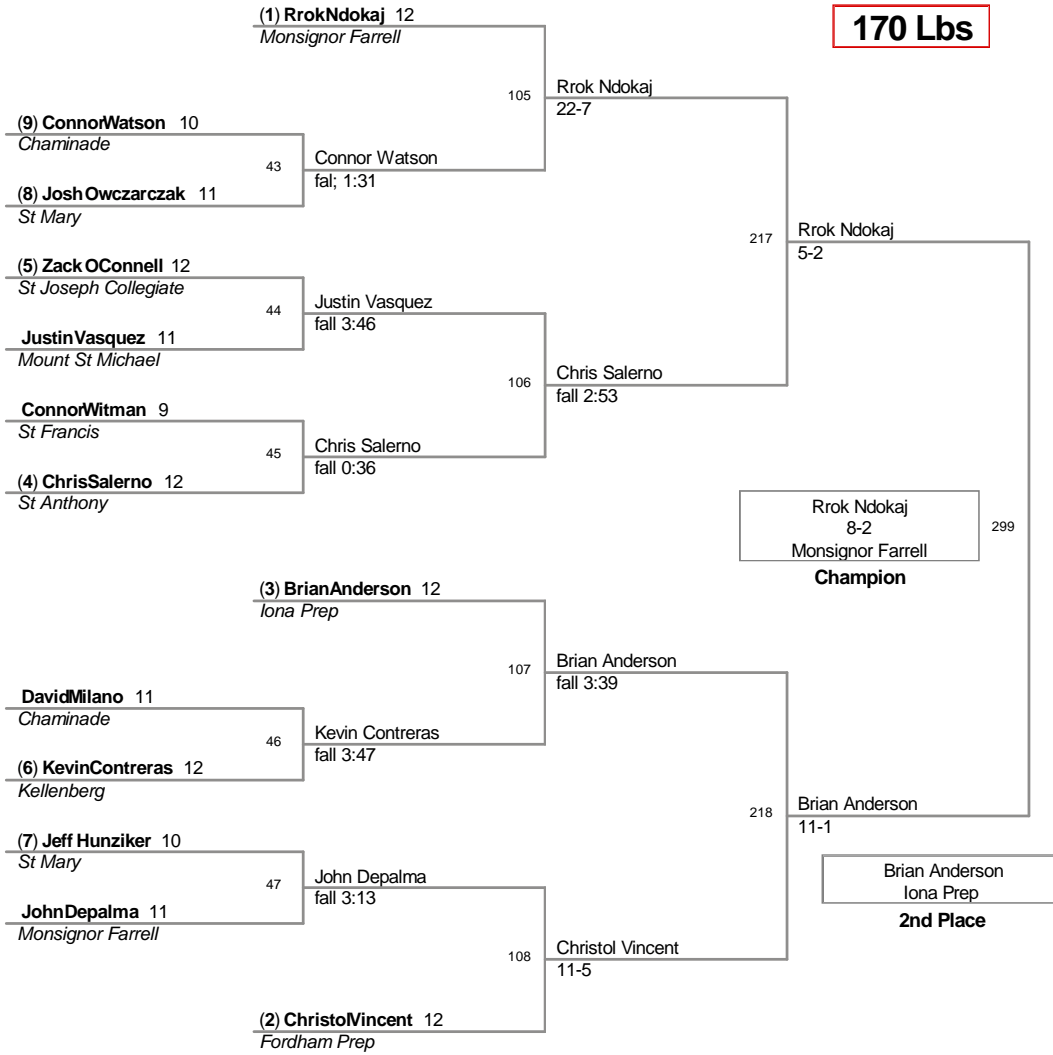 (1) RrokNdokaj 12
170 Lbs
Monsignor Farrell
105
Rrok Ndokaj
22-7
(9) ConnorWatson 10
Chaminade
43
Connor Watson
fal; 1:31
(8) Josh Owczarczak 11
St Mary
217
Rrok Ndokaj
5-2
(5) Zack OConnell 12
St Joseph Collegiate
44
Justin Vasquez
fall 3:46
JustinVasquez 11
Mount St Michael
106
Chris Salerno
fall 2:53
ConnorWitman 9
St Francis
45
Chris Salerno
fall 0:36
(4) ChrisSalerno 12
St Anthony
Rrok Ndokaj
8-2
Monsignor Farrell
299
Champion
(3) BrianAnderson 12
Iona Prep
107
Brian Anderson
fall 3:39
DavidMilano 11
Chaminade
46
Kevin Contreras
fall 3:47
(6) KevinContreras 12
Kellenberg
218
Brian Anderson
11-1
(7) Jeff Hunziker 10
St Mary
47
John Depalma
fall 3:13
JohnDepalma 11
Monsignor Farrell
Brian Anderson
Iona Prep
2nd Place
108
Christol Vincent
11-5
(2) ChristolVincent 12
Fordham Prep